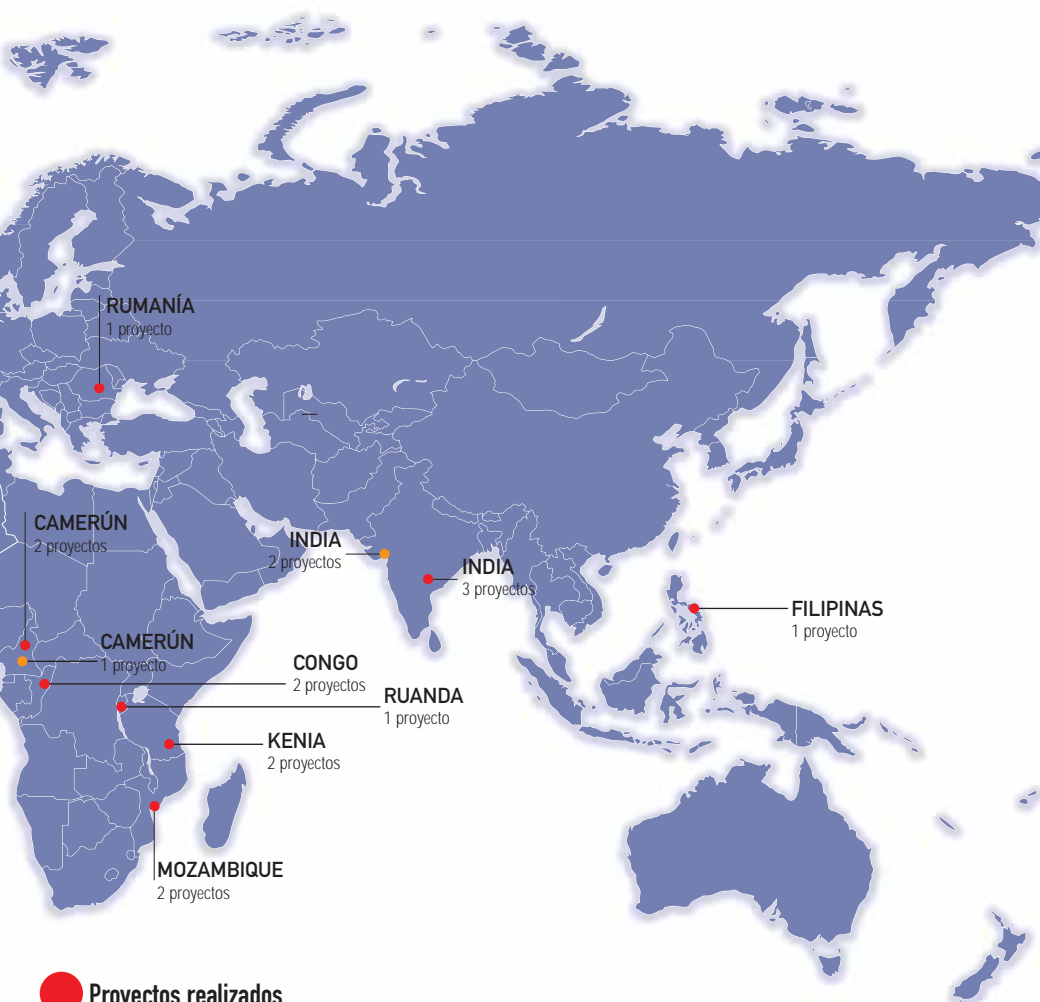 RUMANÍA
1 proyecto
CAMERÚN
2 proyectos
INDIA
2 proyectos
INDIA
3 proyectos
FILIPINAS
1 proyecto
CAMERÚN
1 proyecto
CONGO
2 proyectos
RUANDA
1 proyecto
KENIA
2 proyectos
MOZAMBIQUE
2 proyectos
Proyectos realizados